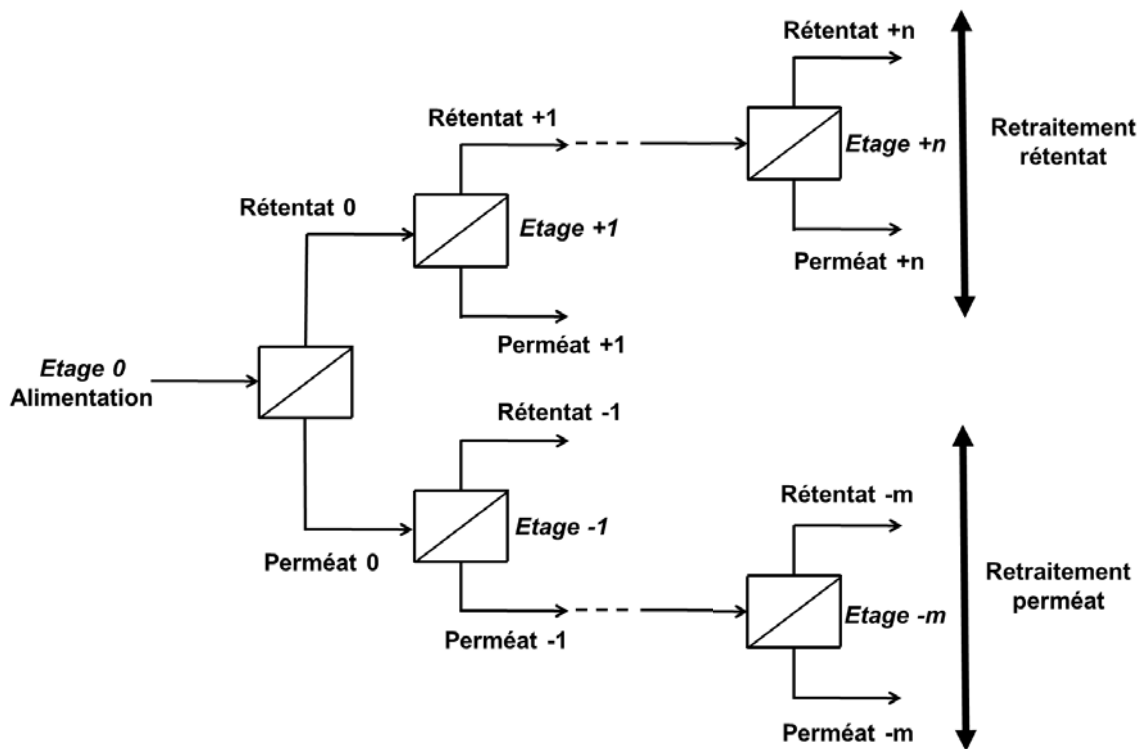 Rétentat +n
Rétentat +1
Etage +n
Retraitement
rétentat
Rétentat 0
Etage +1
Perméat +n
Perméat +1
Etage 0
Alimentation
Rétentat -1
Rétentat -m
Etage -1
Perméat 0
Retraitement
perméat
Etage -m
Perméat -1
Perméat -m